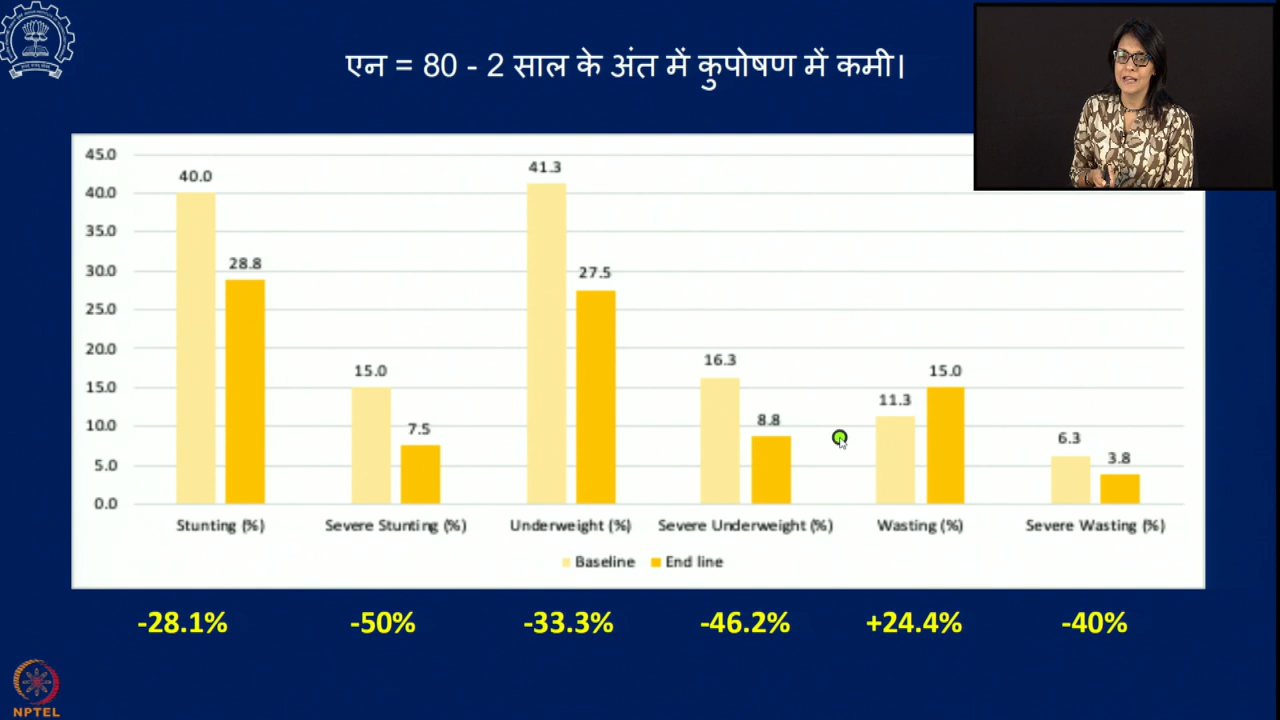 एन = 80 - 2 साल के अंत में कुपोषण में कमी।
45.0
40.0
35.0
30.0
25.0
20.0
15.0
10.0
5.0
0.0
40.0
28.8
15.0
7.5
41.3
27.5
16.3
8.8
11.3
15.0
6.3
3.8
Stunting (%)
Severe Stunting (%)
Underweight (%)
Severe Underweight (%)
Wasting (%)
Severe Wasting (%)
Baseline
End line
-28.1%
-50%
-33.3%
-46.2%
+24.4%
-40%
NPTEL